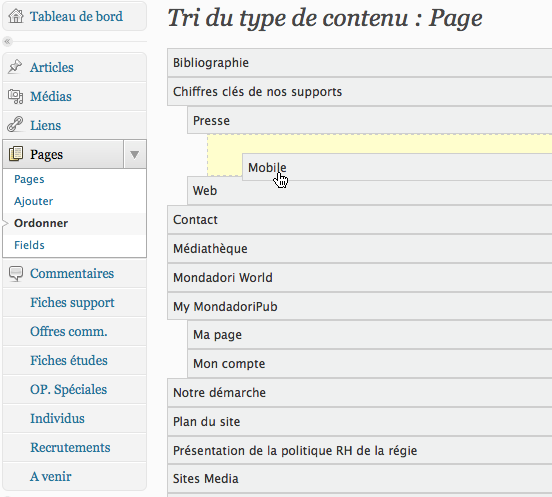 Tableau de bord
Articles
Médias
Liens
Pages
Pages
Ajouter
Ordonner
Fields
Commentaires
Fiches support
Offres comm.
Fiches études
OP. Spéciales
Individus
Recrutements
A venir
Tri du type de contenu : Page
Bibliographie
Chiffres clés de nos supports
Presse
Mobile
Web
Contact
Médiathèque
Mondadori World
My MondadoriPub
Ma page
Mon compte
Notre démarche
Plan du site
Présentation de la politique RH de la régie
Sites Media